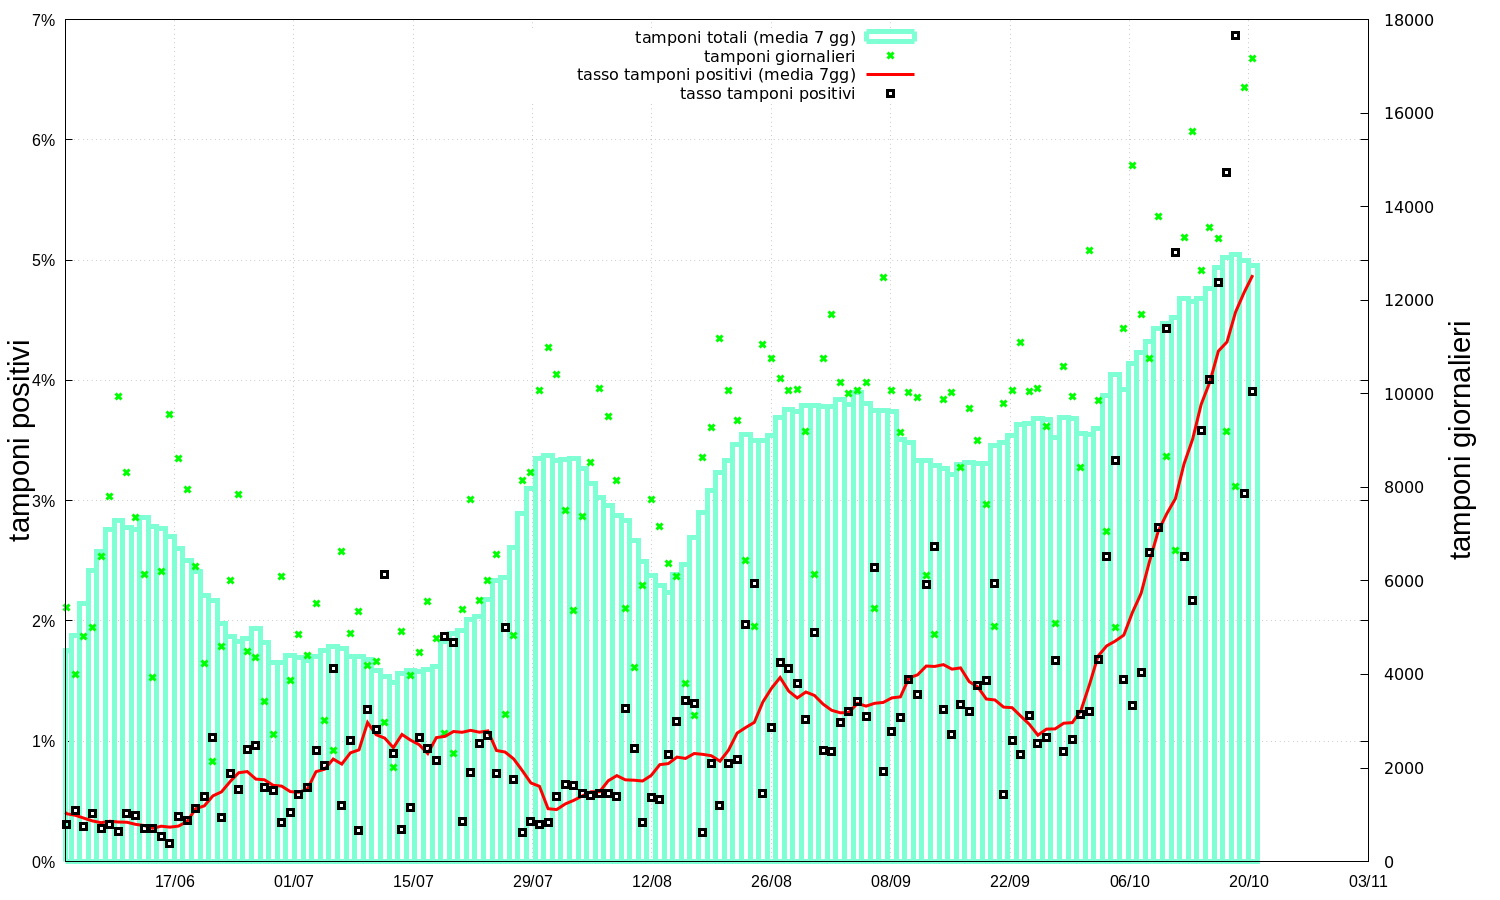 tamponi totali (media 7 gg)
tamponi giornalieri
tasso tamponi positivi (media 7gg)
tasso tamponi positivi
7%
6%
5%
4%
3%
2%
1%
0%
tamponi positivi
18000
16000
14000
12000
10000
8000
6000
4000
2000
0
tamponi giornalieri
17/06 01/07 15/07 29/07 12/08 26/08 08/09 22/09 06/10 20/10 03/11